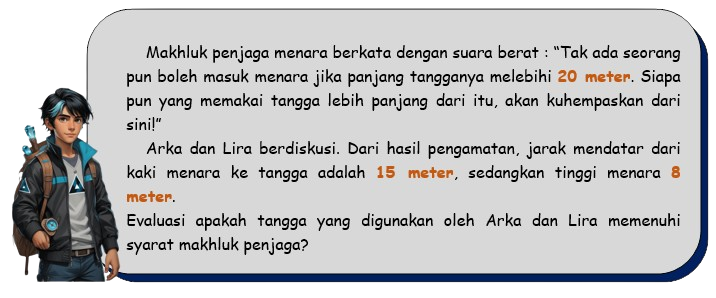 Makhluk penjaga menara berkata dengan suara berat : “Tak ada seorang
pun boleh masuk menara jika panjang tangganya melebihi 20 meter. Siapa
pun yang memakai tangga lebih panjang dari itu, akan kuhempaskan dari
sini!”
Arka dan Lira berdiskusi. Dari hasil pengamatan, jarak mendatar dari
kaki menara ke tangga adalah 15 meter, sedangkan tinggi menara 8
meter.
Evaluasi apakah tangga yang digunakan oleh Arka dan Lira memenuhi
syarat makhluk penjaga?